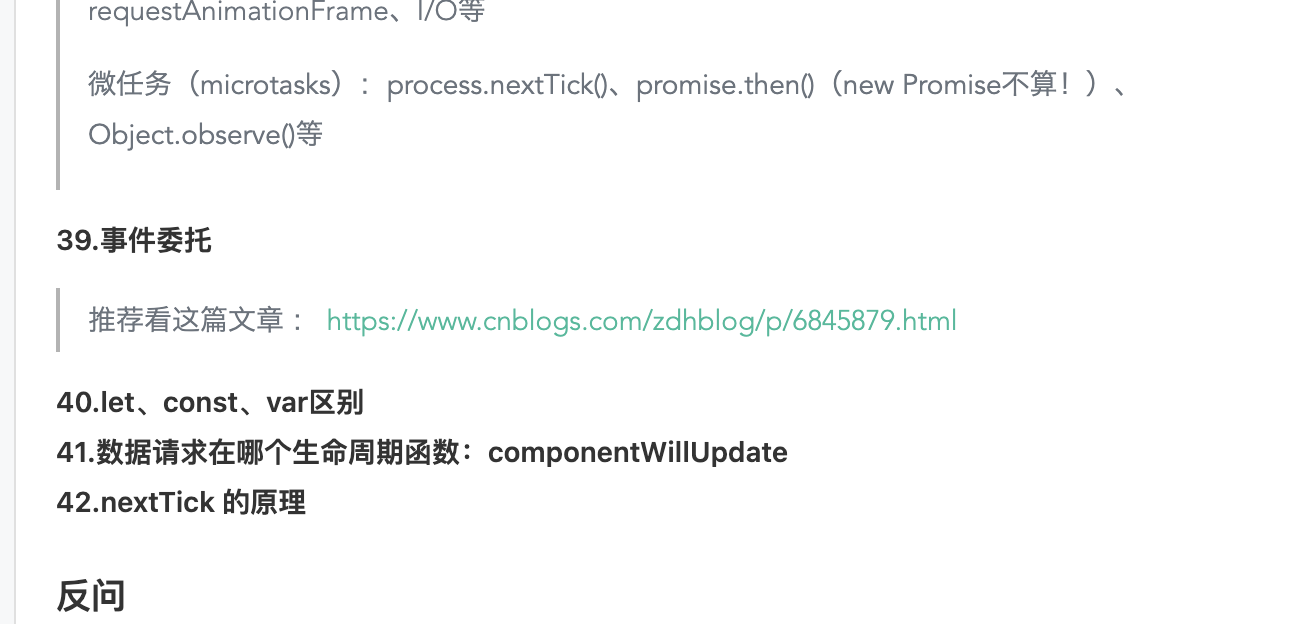 requestAnimationFrame、I/O等
微任务（microtasks）：process.nextTick()、promise.then()（new Promise不算！）、
Object.observe()等
39.事件委托
推荐看这篇文章： https://www.cnblogs.com/zdhblog/p/6845879.html
40.let、const、var区别
41.数据请求在哪个生命周期函数：componentWillUpdate
42.nextTick 的原理
反问